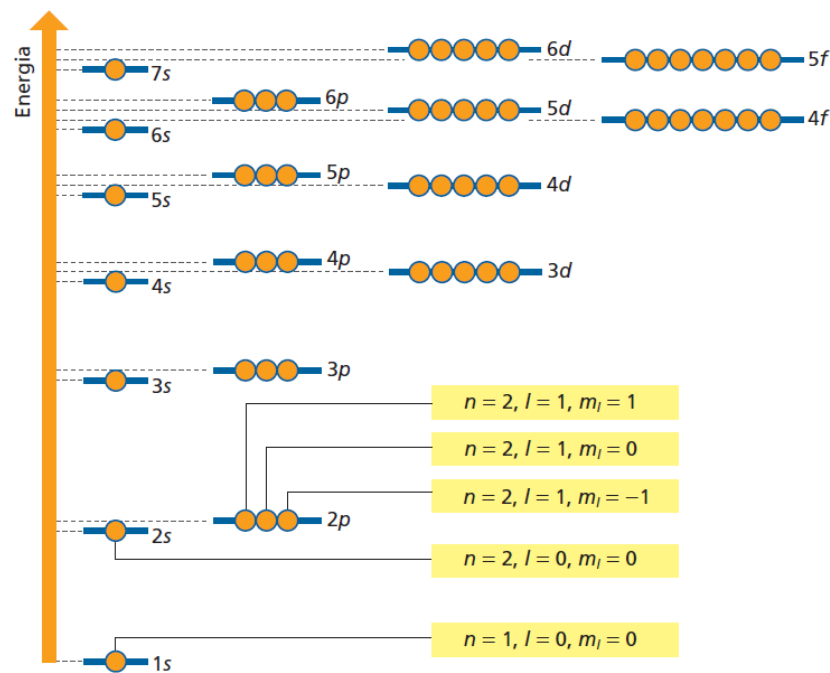 Energia
6d
5f
7s
6p
5d
4f
6s
5p
4d
5s
4p
3d
4s
3p
3s
n = 2, l = 1, mₗ = 1
n = 2, l = 1, mₗ = 0
n = 2, l = 1, mₗ = −1
2p
2s
n = 2, l = 0, mₗ = 0
n = 1, l = 0, mₗ = 0
1s